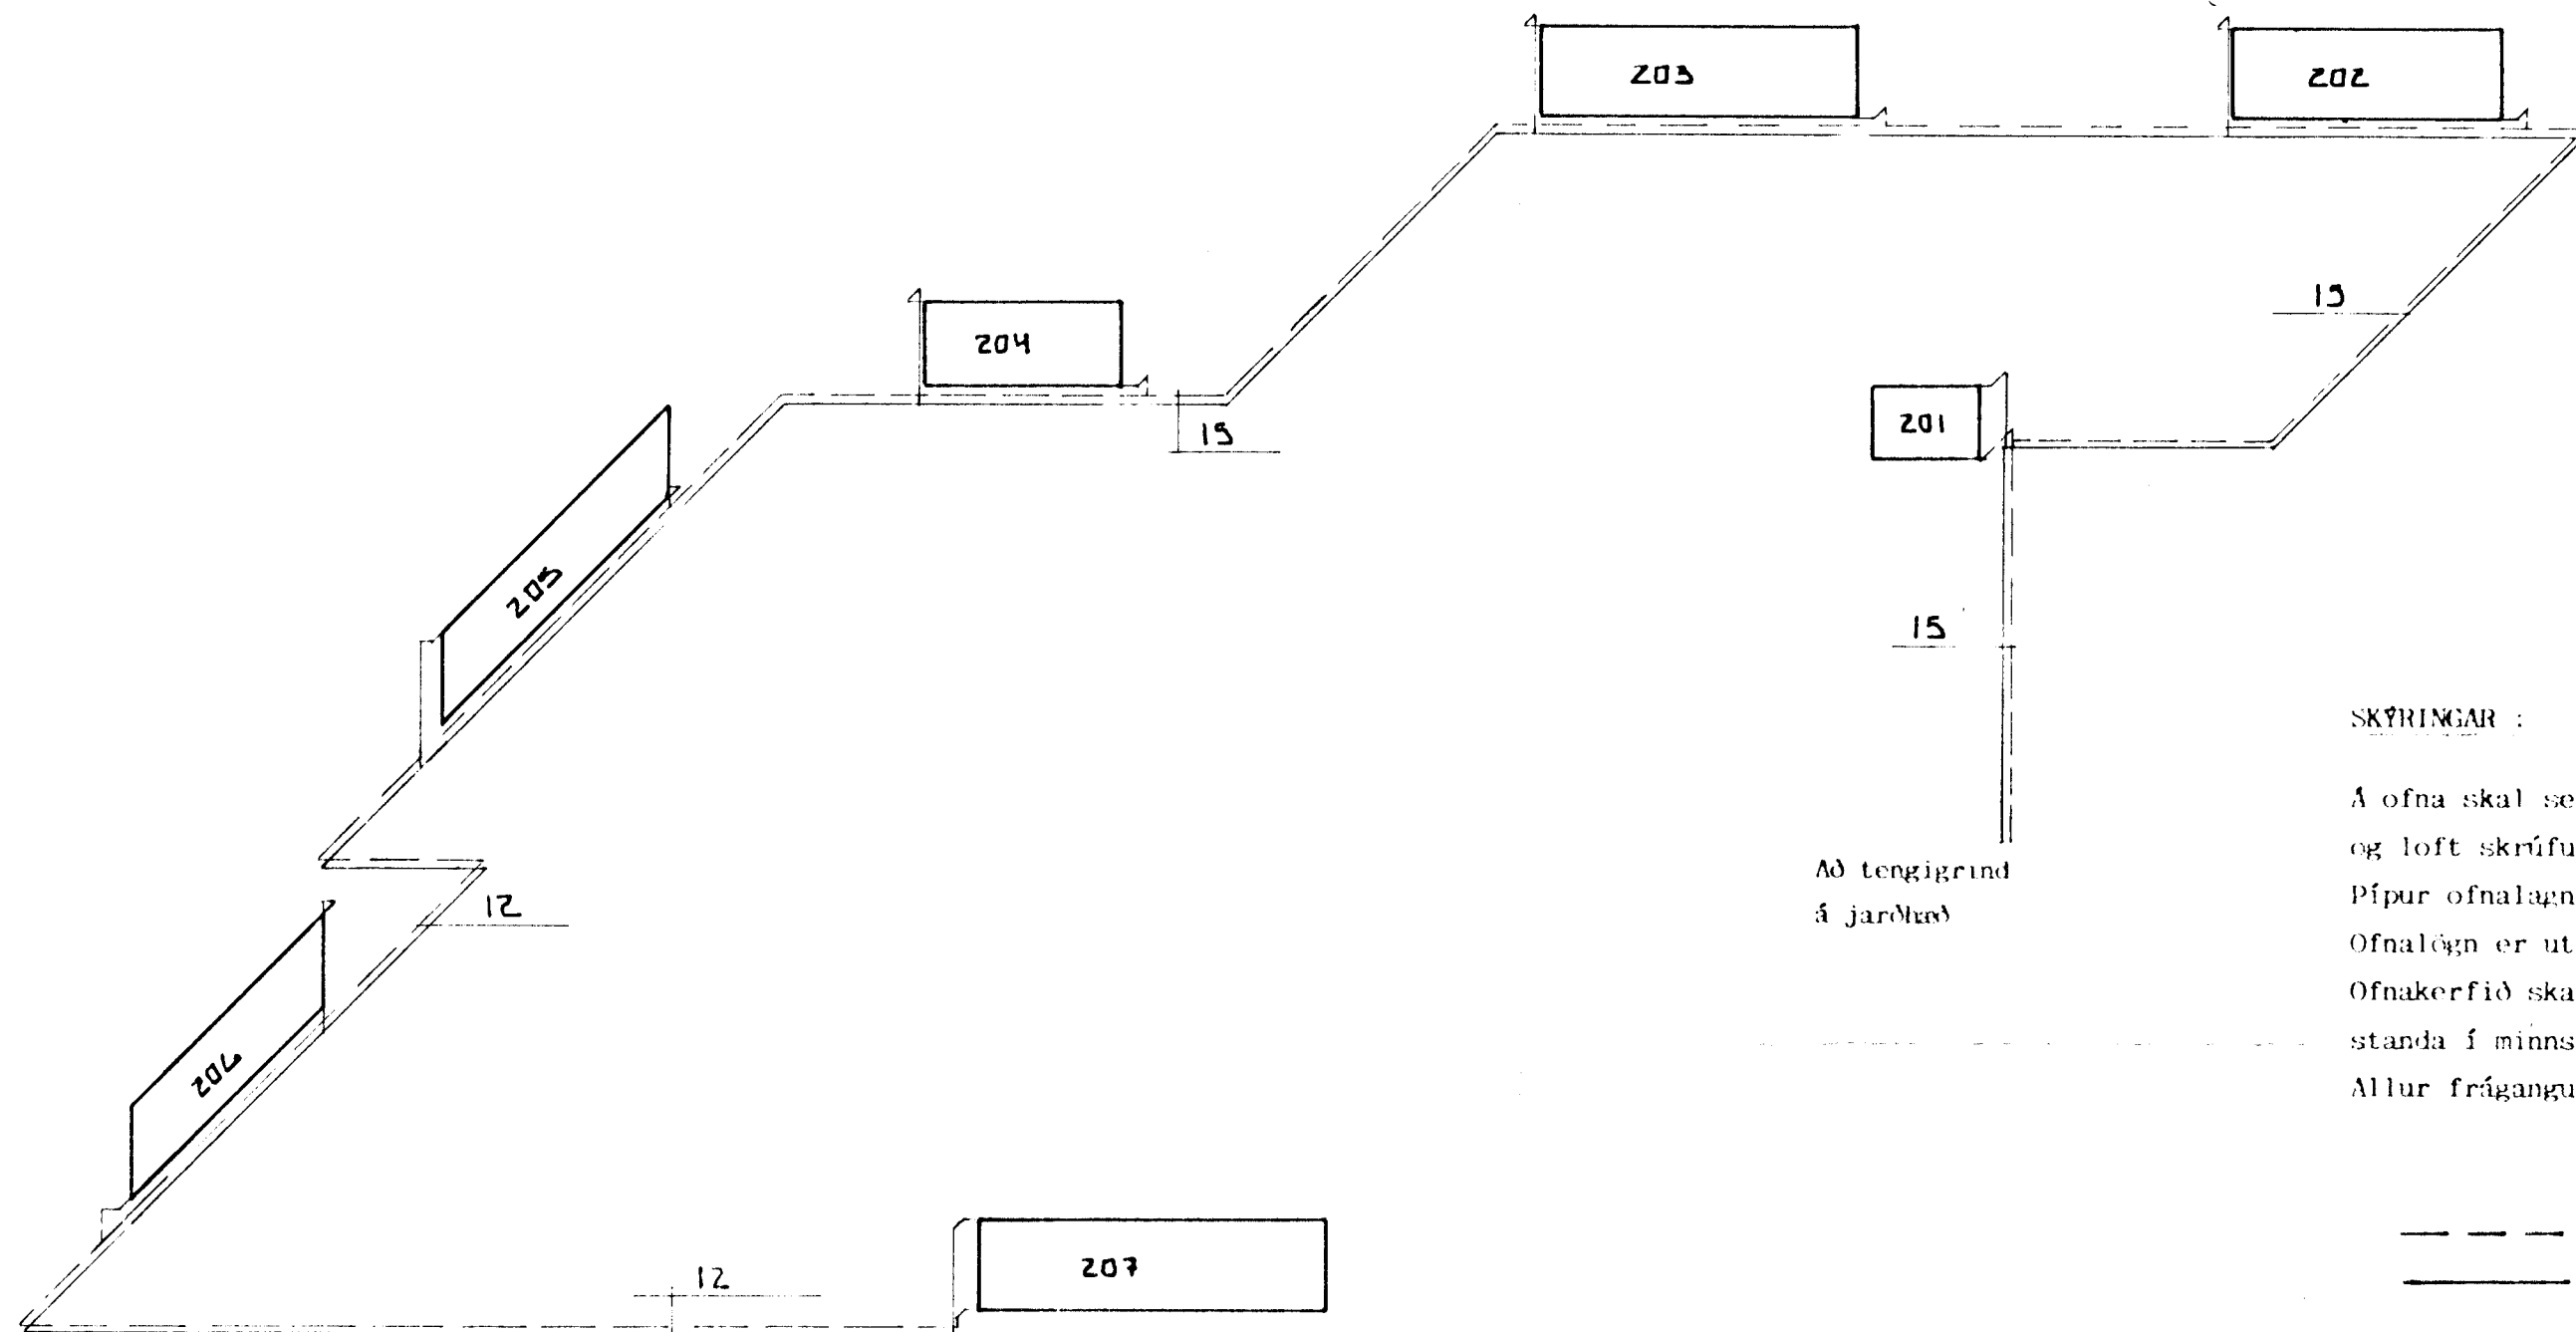 203
202
204
19
15
201
205
15
SKÝRINGAR :
Á ofna skal se
og loft skrúfu
Að tengigrind
á jarðhæð
Pípur ofnalagn
12
Ofnalögn er ut
Ofnakerfið ska
standa í minns
206
Allur frágangu
207
12